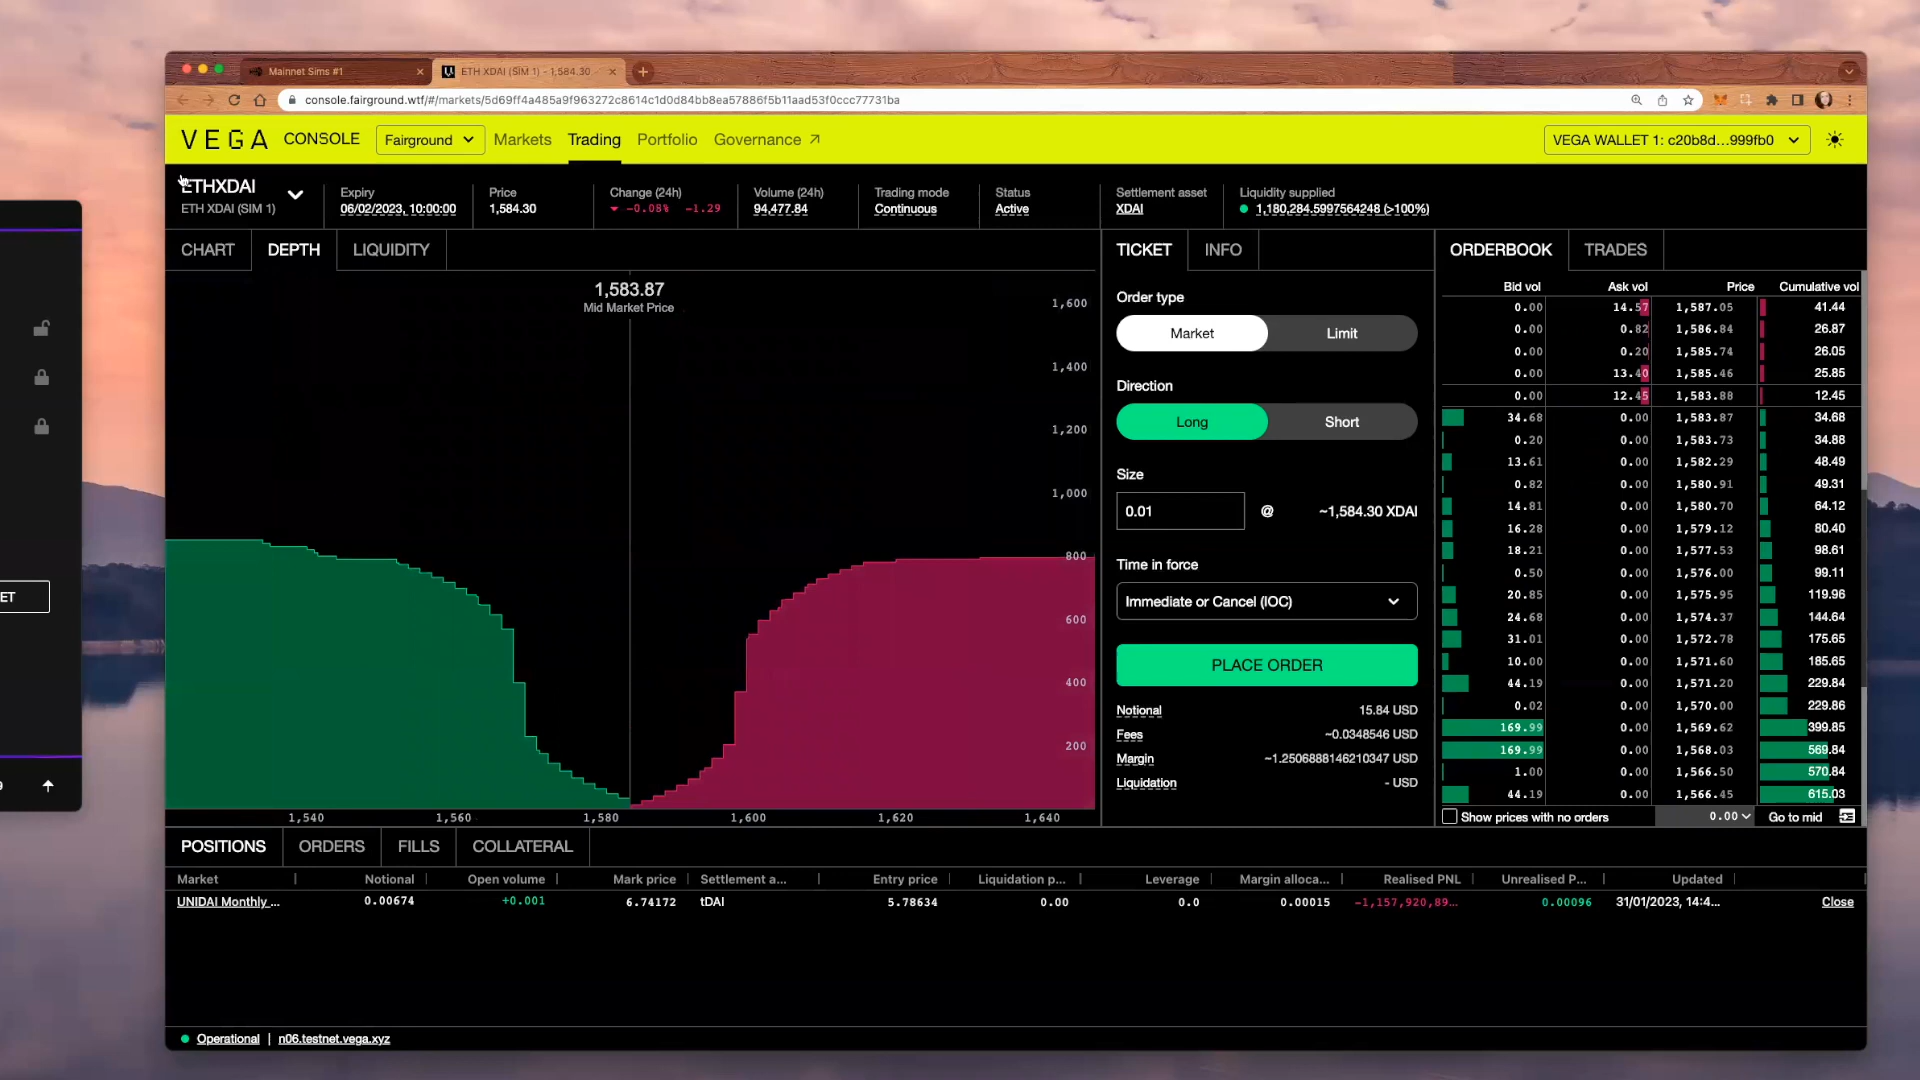 Mainnet Sims #1
ETH XDAI (SIM 1) - 1,584.30
console.fairground.wtf/#/markets/5d69ff4a485a9f963272c8614c1d0d84bb8ea57886f5b11aad53f0ccc77731ba
VEGA CONSOLE Fairground Markets Trading Portfolio Governance VEGA WALLET 1: c20b8d...999fb0
ETHXDAI
ETH XDAI (SIM 1)
Expiry
06/02/2023, 10:00:00
Price
1,584.30
Change (24h)
-0.08% -1.29
Volume (24h)
94,477.84
Trading mode
Continuous
Status
Active
Settlement asset
XDAI
Liquidity supplied
1,180,284.5997564248 (>100%)
CHART DEPTH LIQUIDITY
1,583.87
Mid Market Price
1,600
1,400
1,200
1,000
800
600
400
200
1,540 1,560 1,580 1,600 1,620 1,640
TICKET INFO
Order type
Market Limit
Direction
Long Short
Size
0.01 @ ~1,584.30 XDAI
Time in force
Immediate or Cancel (IOC)
PLACE ORDER
Notional 15.84 USD
Fees ~0.0348546 USD
Margin ~1.2506888146210347 USD
Liquidation - USD
ORDERBOOK TRADES
Bid vol Ask vol Price Cumulative vol
0.00 14.57 1,587.05 41.44
0.00 0.82 1,586.84 26.87
0.00 0.20 1,585.74 26.05
0.00 13.40 1,585.46 25.85
0.00 12.45 1,583.88 12.45
34.68 0.00 1,583.87 34.68
0.20 0.00 1,583.73 34.88
13.61 0.00 1,582.29 48.49
0.82 0.00 1,580.91 49.31
14.81 0.00 1,580.70 64.12
16.28 0.00 1,579.12 80.40
18.21 0.00 1,577.53 98.61
0.50 0.00 1,576.00 99.11
20.85 0.00 1,575.95 119.96
24.68 0.00 1,574.37 144.64
31.01 0.00 1,572.78 175.65
10.00 0.00 1,571.60 185.65
44.19 0.00 1,571.20 229.84
0.02 0.00 1,570.00 229.86
169.99 0.00 1,569.62 399.85
169.99 0.00 1,568.03 569.84
1.00 0.00 1,566.50 570.84
44.19 0.00 1,566.45 615.03
Show prices with no orders 0.00 Go to mid
ET
POSITIONS ORDERS FILLS COLLATERAL
Market Notional Open volume Mark price Settlement a... Entry price Liquidation p... Leverage Margin alloca... Realised PNL Unrealised P... Updated
UNIDAI Monthly ... 0.00674 +0.001 6.74172 tDAI 5.78634 0.00 0.0 0.00015 -1,157,920,89... 0.00096 31/01/2023, 14:4... Close
Operational | n06.testnet.vega.xyz